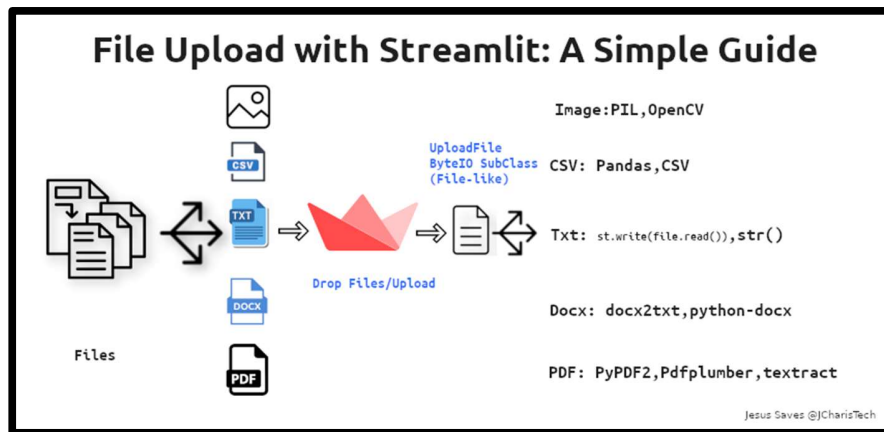 File Upload with Streamlit: A Simple Guide
Image:PIL,OpenCV
UploadFile
ByteIO SubClass
(File-like)
CSV
CSV: Pandas,CSV
TXT
Txt: st.write(file.read()),str()
Drop Files/Upload
DOCX
Docx: docx2txt,python-docx
Files
PDF
PDF: PyPDF2,Pdfplumber,textract
Jesus Saves @JCharisTech